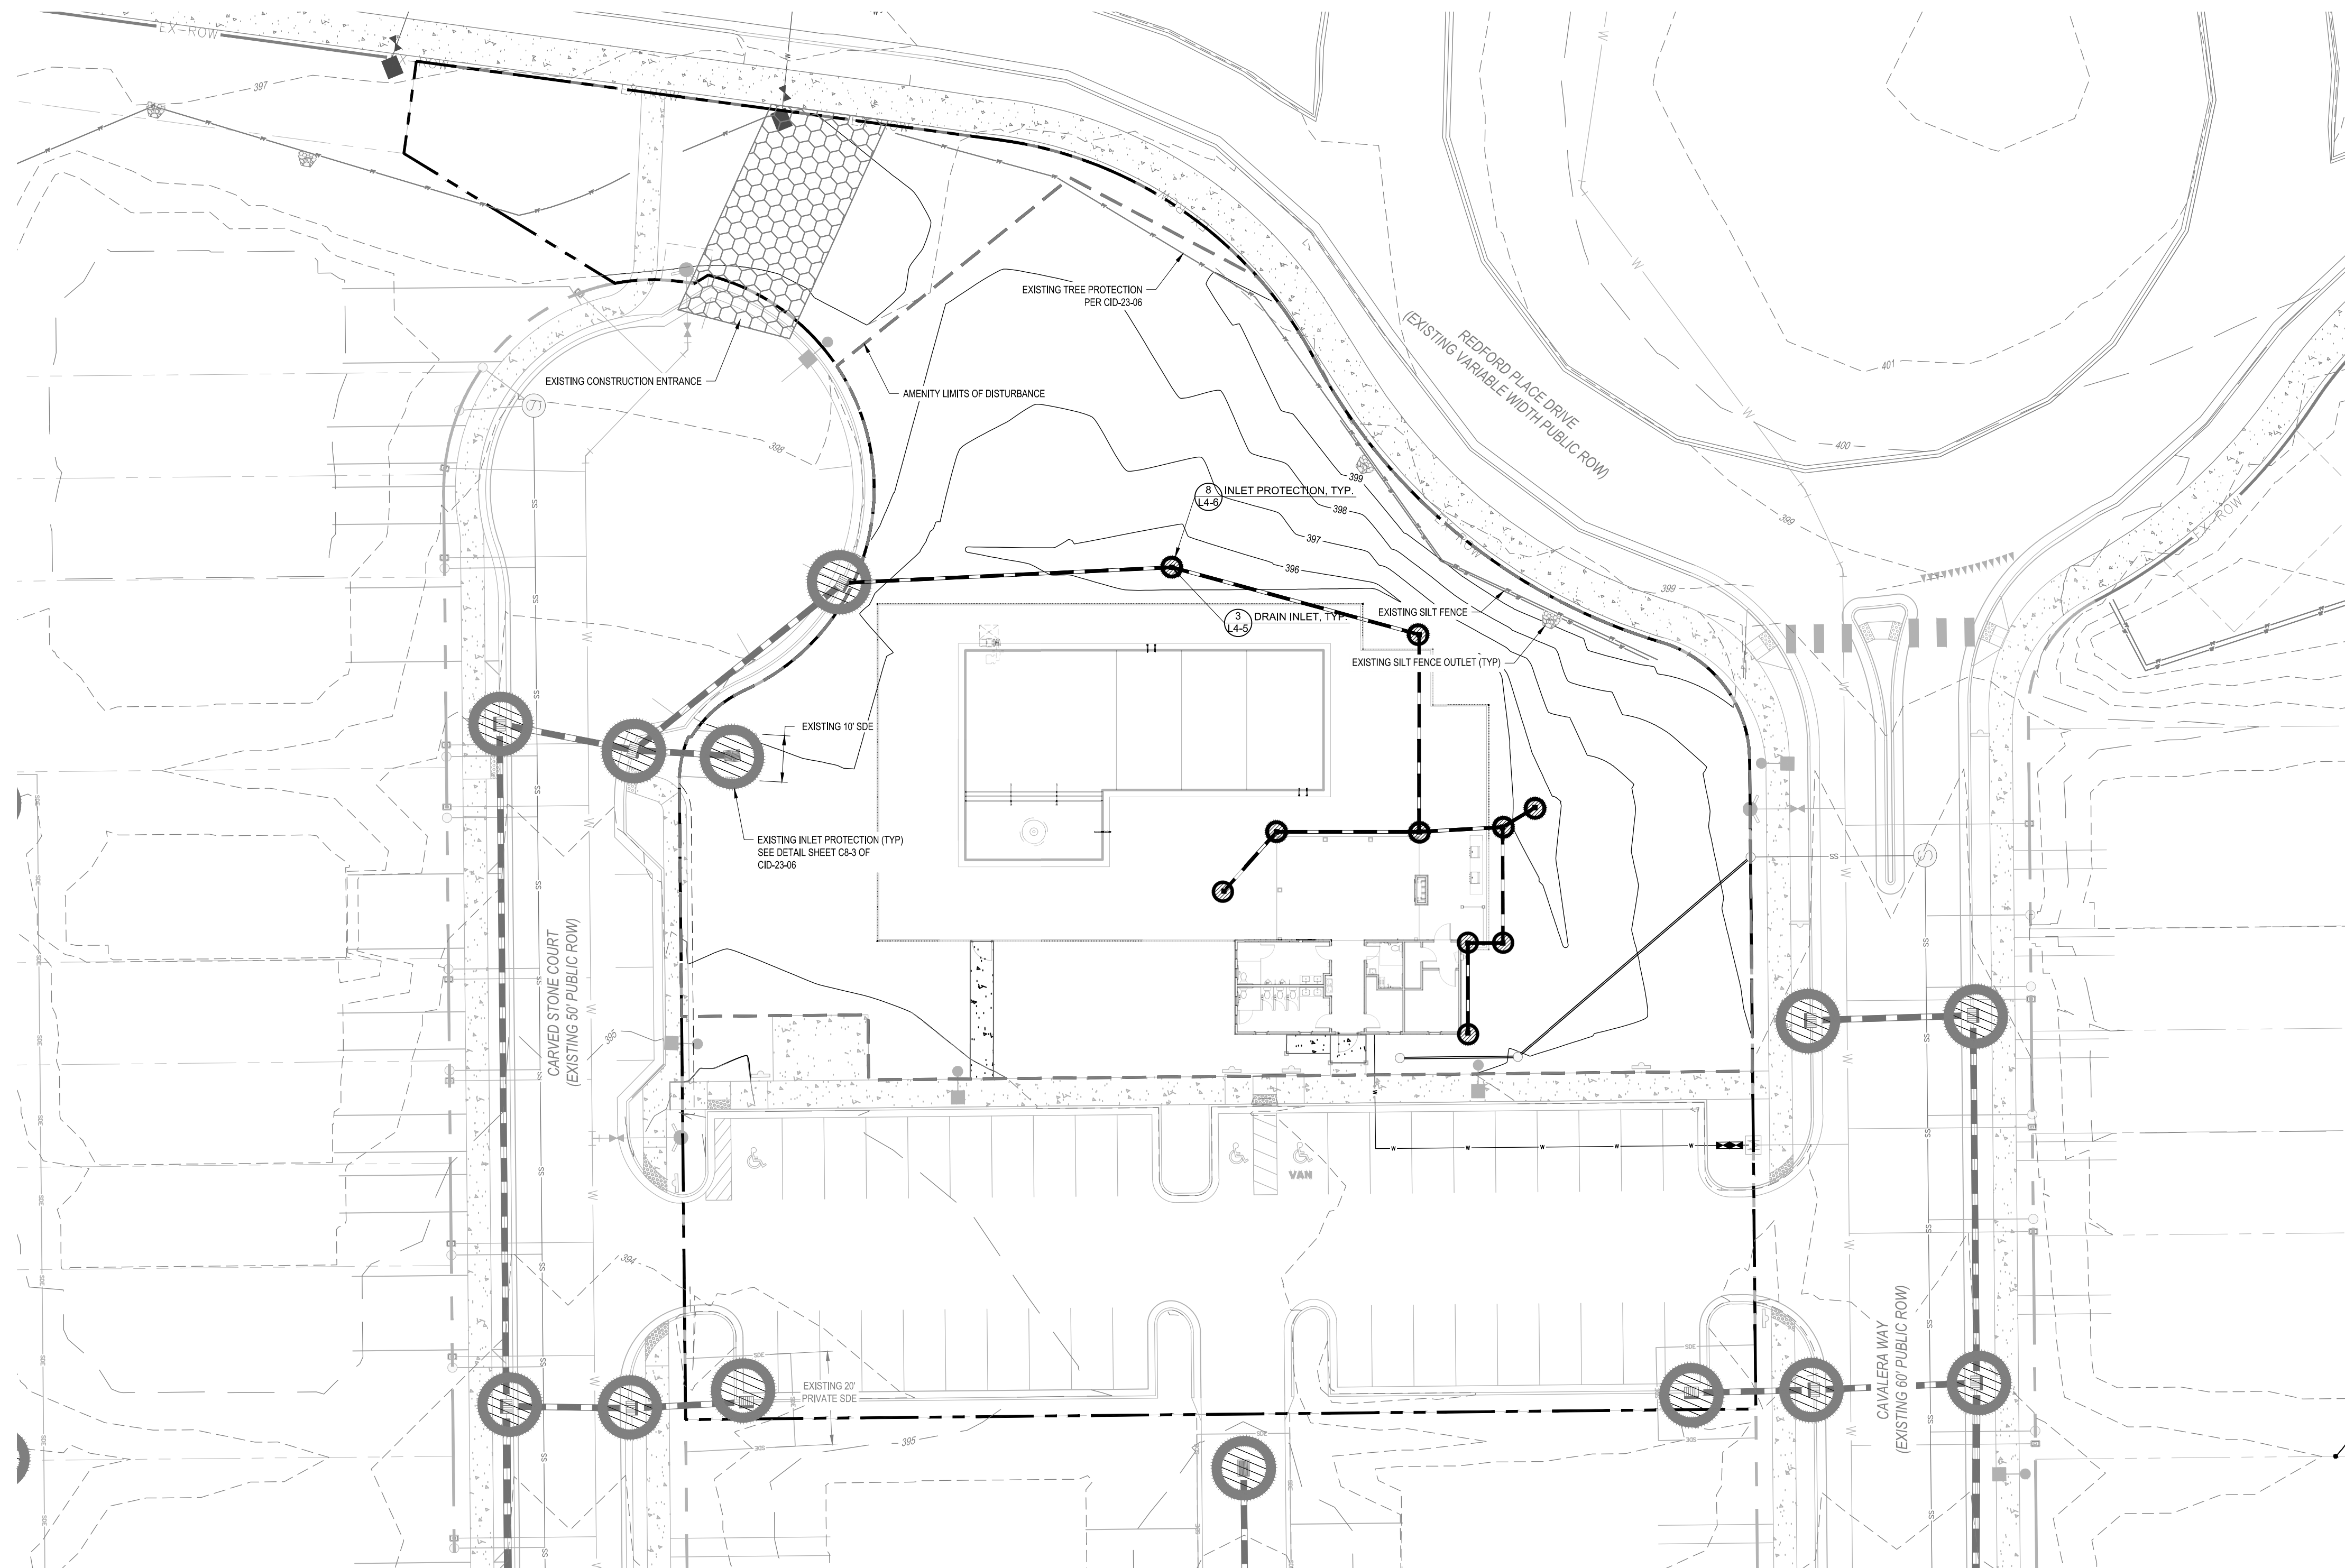 EX-ROW
397
EXISTING TREE PROTECTION
PER CID-23-06
REDFORD PLACE DRIVE
(EXISTING VARIABLE WIDTH PUBLIC ROW)
401
400
EXISTING CONSTRUCTION ENTRANCE
AMENITY LIMITS OF DISTURBANCE
398
399
8
L4-6
INLET PROTECTION, TYP.
398
397
396
399
EX-ROW
399
3
L4-5
DRAIN INLET, TYP.
EXISTING SILT FENCE
EXISTING SILT FENCE OUTLET (TYP)
EXISTING 10' SDE
EXISTING INLET PROTECTION (TYP)
SEE DETAIL SHEET C8-3 OF
CID-23-06
CARVED STONE COURT
(EXISTING 50' PUBLIC ROW)
395
SS
W
SDE
VAN
394
EXISTING 20'
PRIVATE SDE
395
CAVALERA WAY
(EXISTING 60' PUBLIC ROW)